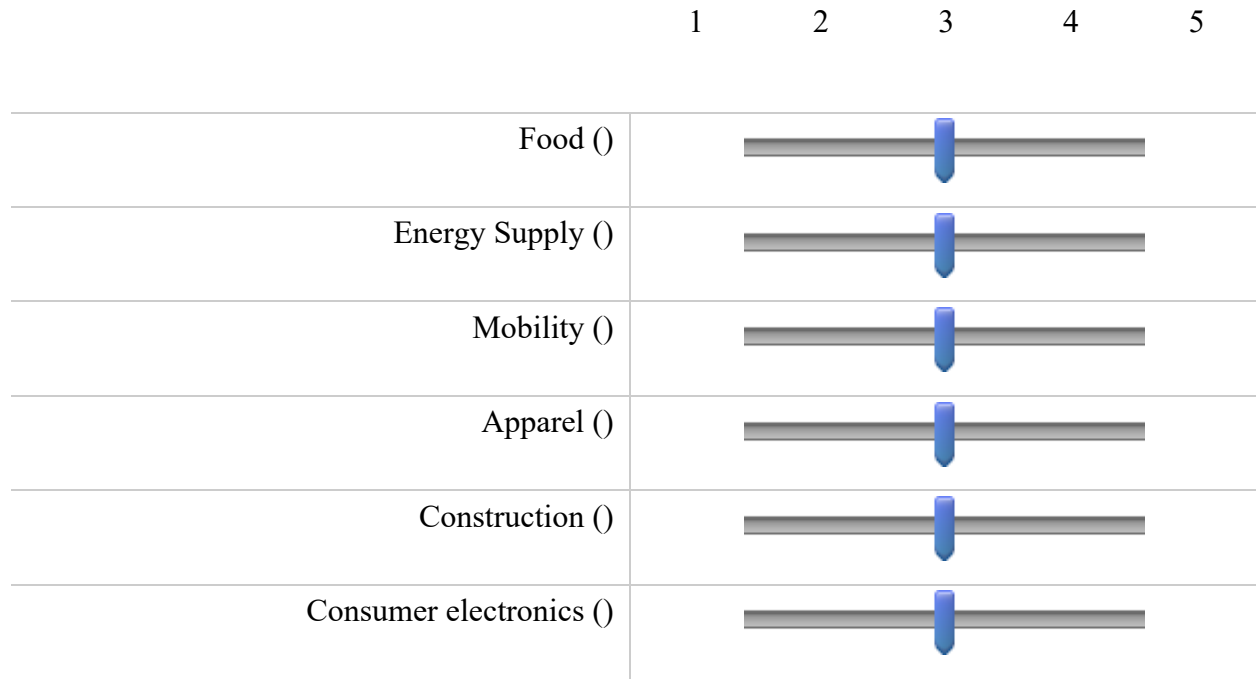 1 2 3 4 5
Food ()
Energy Supply ()
Mobility ()
Apparel ()
Construction ()
Consumer electronics ()